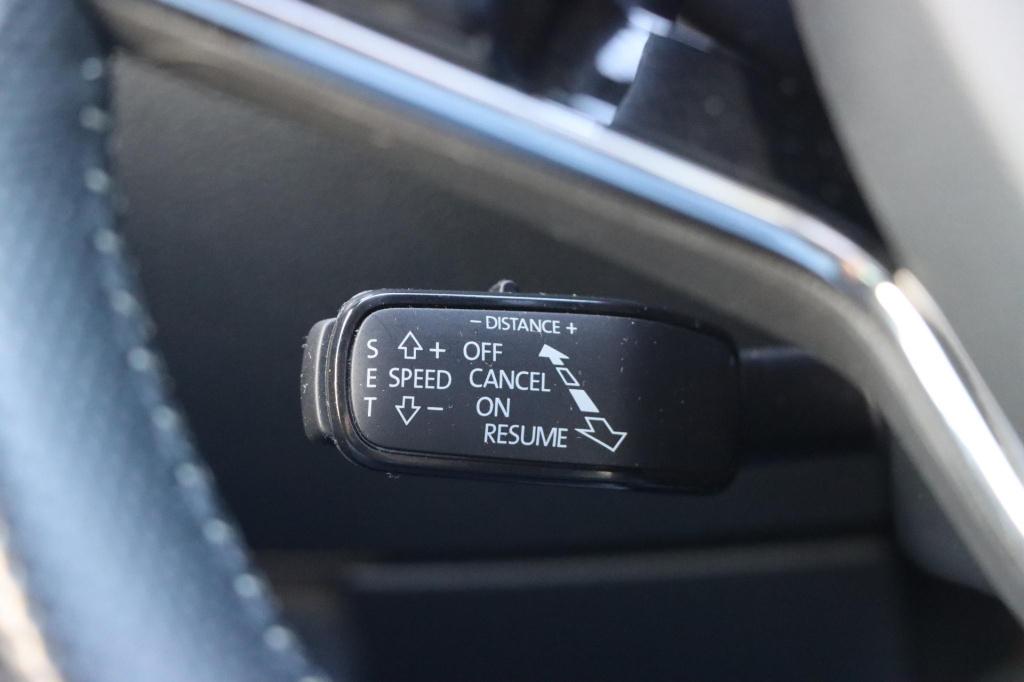 − DISTANCE +
S + OFF
E SPEED CANCEL
T − ON
RESUME